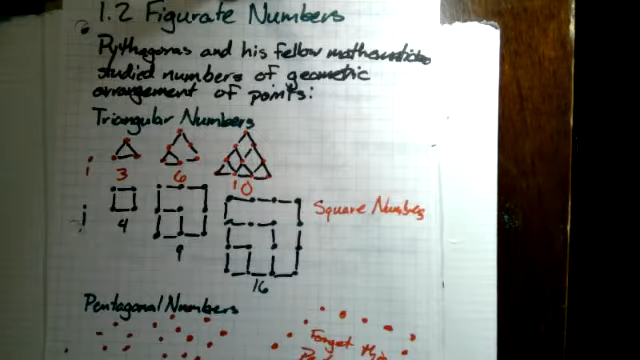 1.2 Figurate Numbers
Pythagoras and his fellow mathematicians
studied numbers of geometric
arrangement of points:
Triangular Numbers
1 3 6 10
4 9 16
Square Numbers
Pentagonal Numbers
Forget